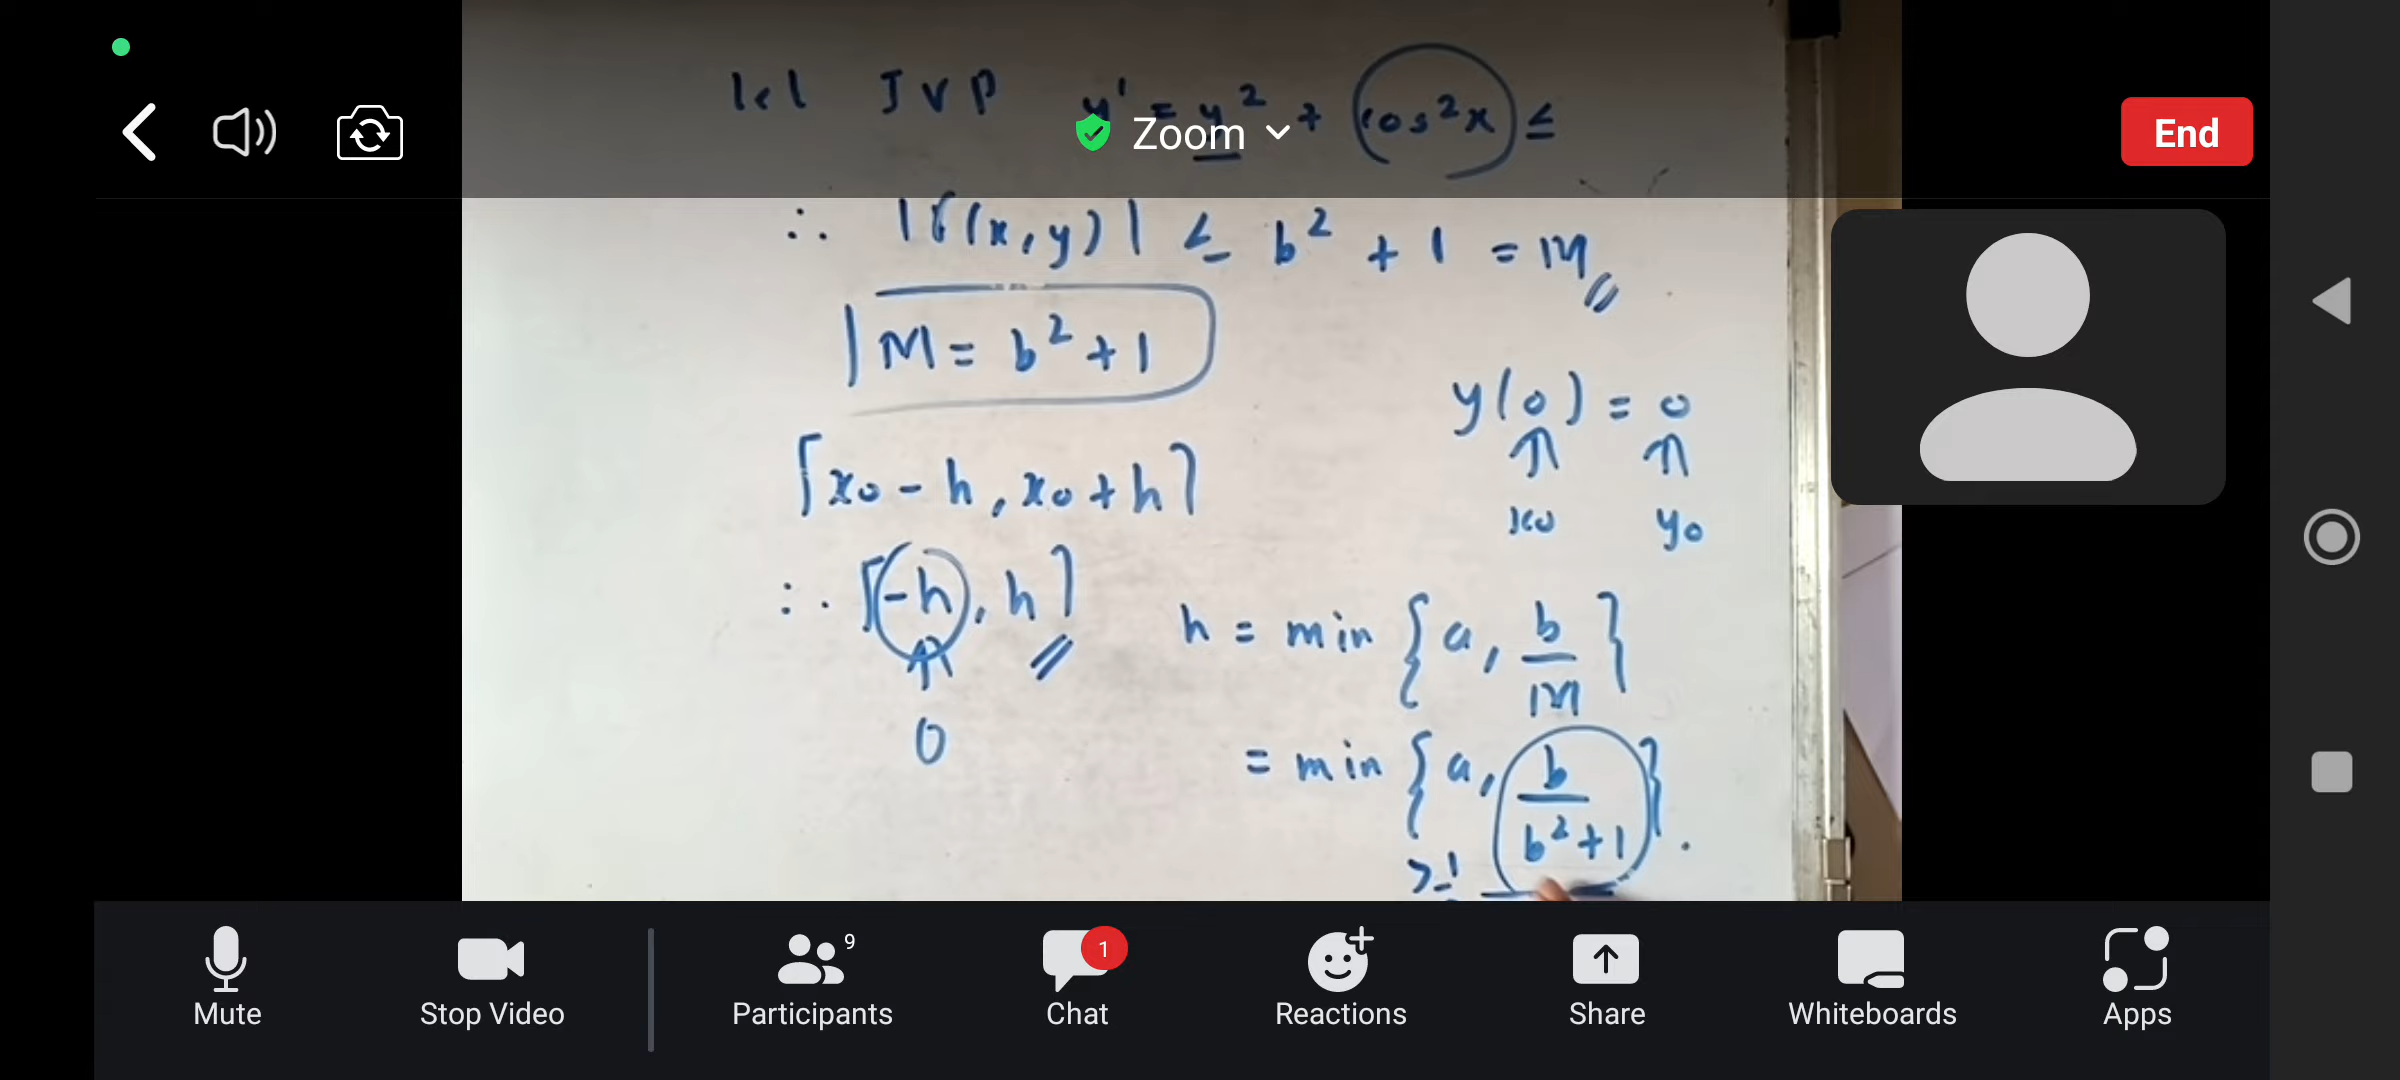 let IVP y' = y² + cos²x ≤
Zoom
End
∴ |f(x,y)| ≤ b² + 1 = M
M = b² + 1
y(0) = 0
[x₀ - h, x₀ + h]
x₀ y₀
∴ [-h, h]
h = min {a, b/M}
0
= min {a, b/(b²+1)}.
9
1
Mute
Stop Video
Participants
Chat
Reactions
Share
Whiteboards
Apps